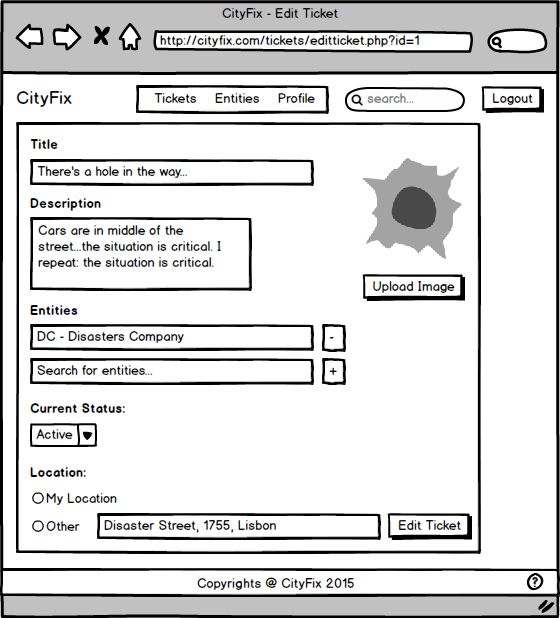 CityFix - Edit Ticket
http://cityfix.com/tickets/editticket.php?id=1
CityFix
Tickets Entities Profile
search...
Logout
Title
There's a hole in the way...
Description
Cars are in middle of the
street...the situation is critical. I
repeat: the situation is critical.
Upload Image
Entities
DC - Disasters Company
-
Search for entities...
+
Current Status:
Active
Location:
My Location
Other
Disaster Street, 1755, Lisbon
Edit Ticket
Copyrights @ CityFix 2015
?